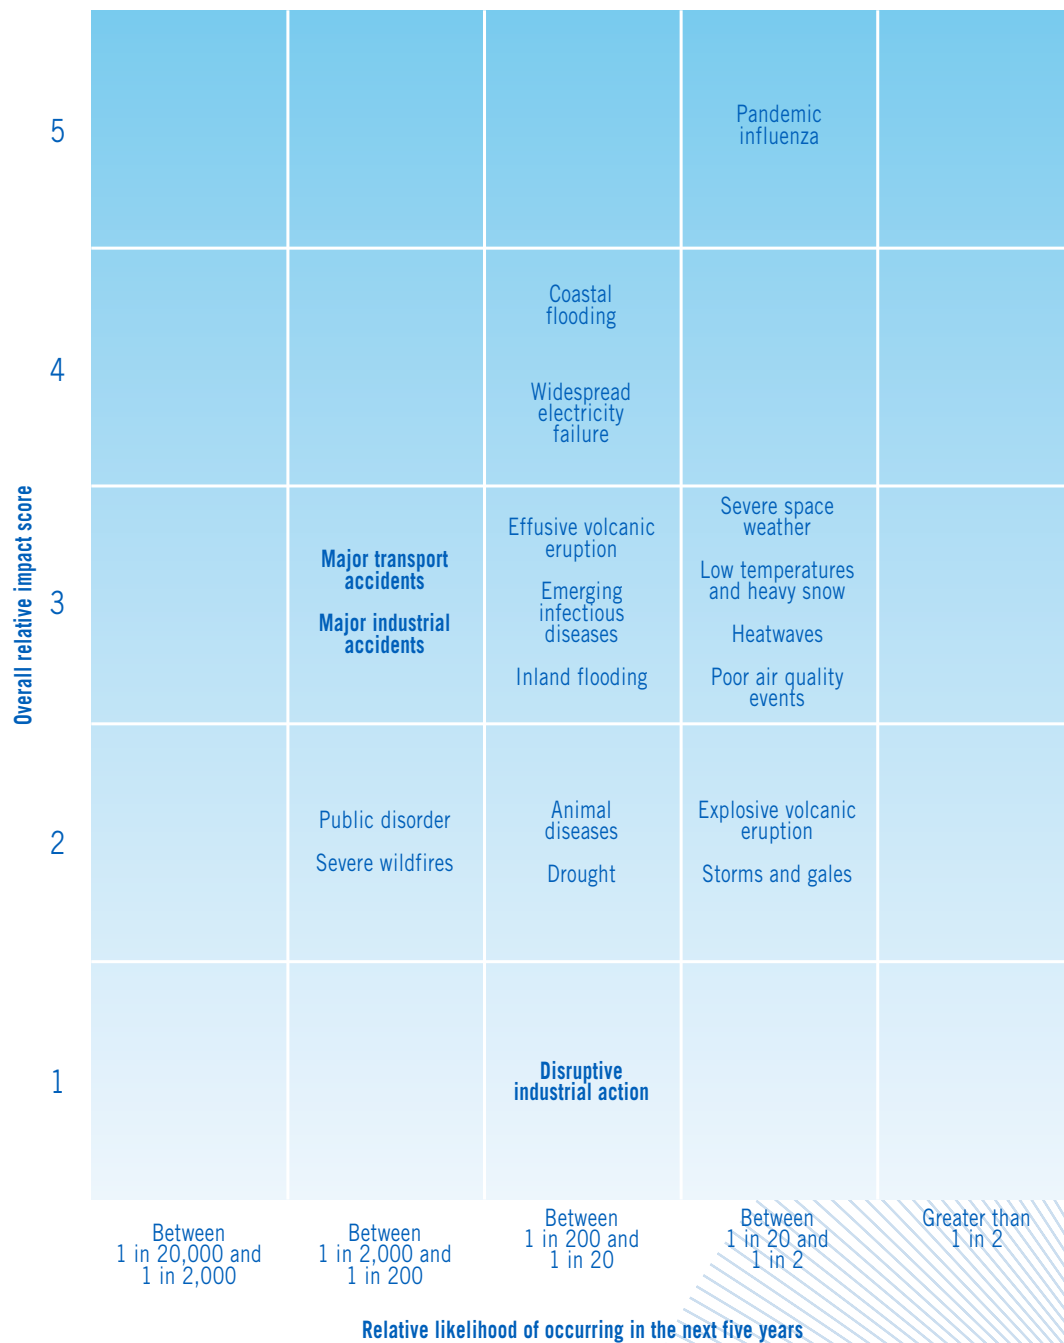 5
Pandemic
influenza
Coastal
flooding
4
Widespread
electricity
failure
Overall relative impact score
3
Major transport
accidents
Major industrial
accidents
Effusive volcanic
eruption
Emerging
infectious
diseases
Inland flooding
Severe space
weather
Low temperatures
and heavy snow
Heatwaves
Poor air quality
events
2
Public disorder
Severe wildfires
Animal
diseases
Drought
Explosive volcanic
eruption
Storms and gales
1
Disruptive
industrial action
Between
1 in 20,000 and
1 in 2,000
Between
1 in 2,000 and
1 in 200
Between
1 in 200 and
1 in 20
Between
1 in 20 and
1 in 2
Greater than
1 in 2
Relative likelihood of occurring in the next five years